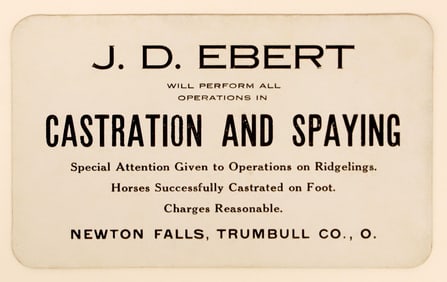 J. D. EBERT
WILL PERFORM ALL
OPERATIONS IN
CASTRATION AND SPAYING
Special Attention Given to Operations on Ridgelings.
Horses Successfully Castrated on Foot.
Charges Reasonable.
NEWTON FALLS, TRUMBULL CO., O.